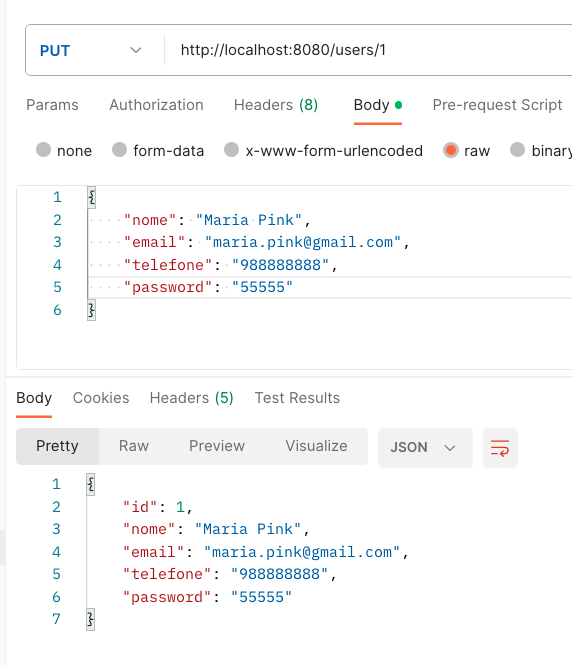 PUT http://localhost:8080/users/1
Params Authorization Headers (8) Body Pre-request Script
none form-data x-www-form-urlencoded raw binary
1 {
2 "nome": "Maria Pink",
3 "email": "maria.pink@gmail.com",
4 "telefone": "988888888",
5 "password": "55555"
6 }
Body Cookies Headers (5) Test Results
Pretty Raw Preview Visualize JSON
1 {
2 "id": 1,
3 "nome": "Maria Pink",
4 "email": "maria.pink@gmail.com",
5 "telefone": "988888888",
6 "password": "55555"
7 }